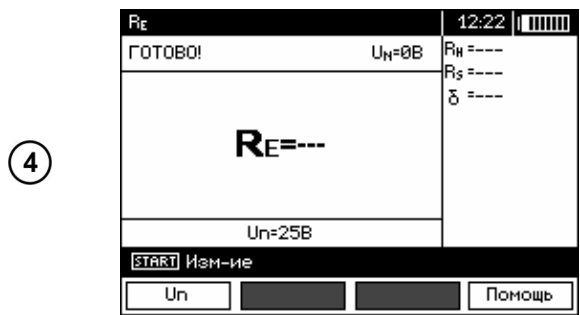 RE 12:22
ГОТОВО! UN=0В
RH=---
RS=---
δ=---
④
RE=---
Un=25В
START Изм-ие
Un Помощь